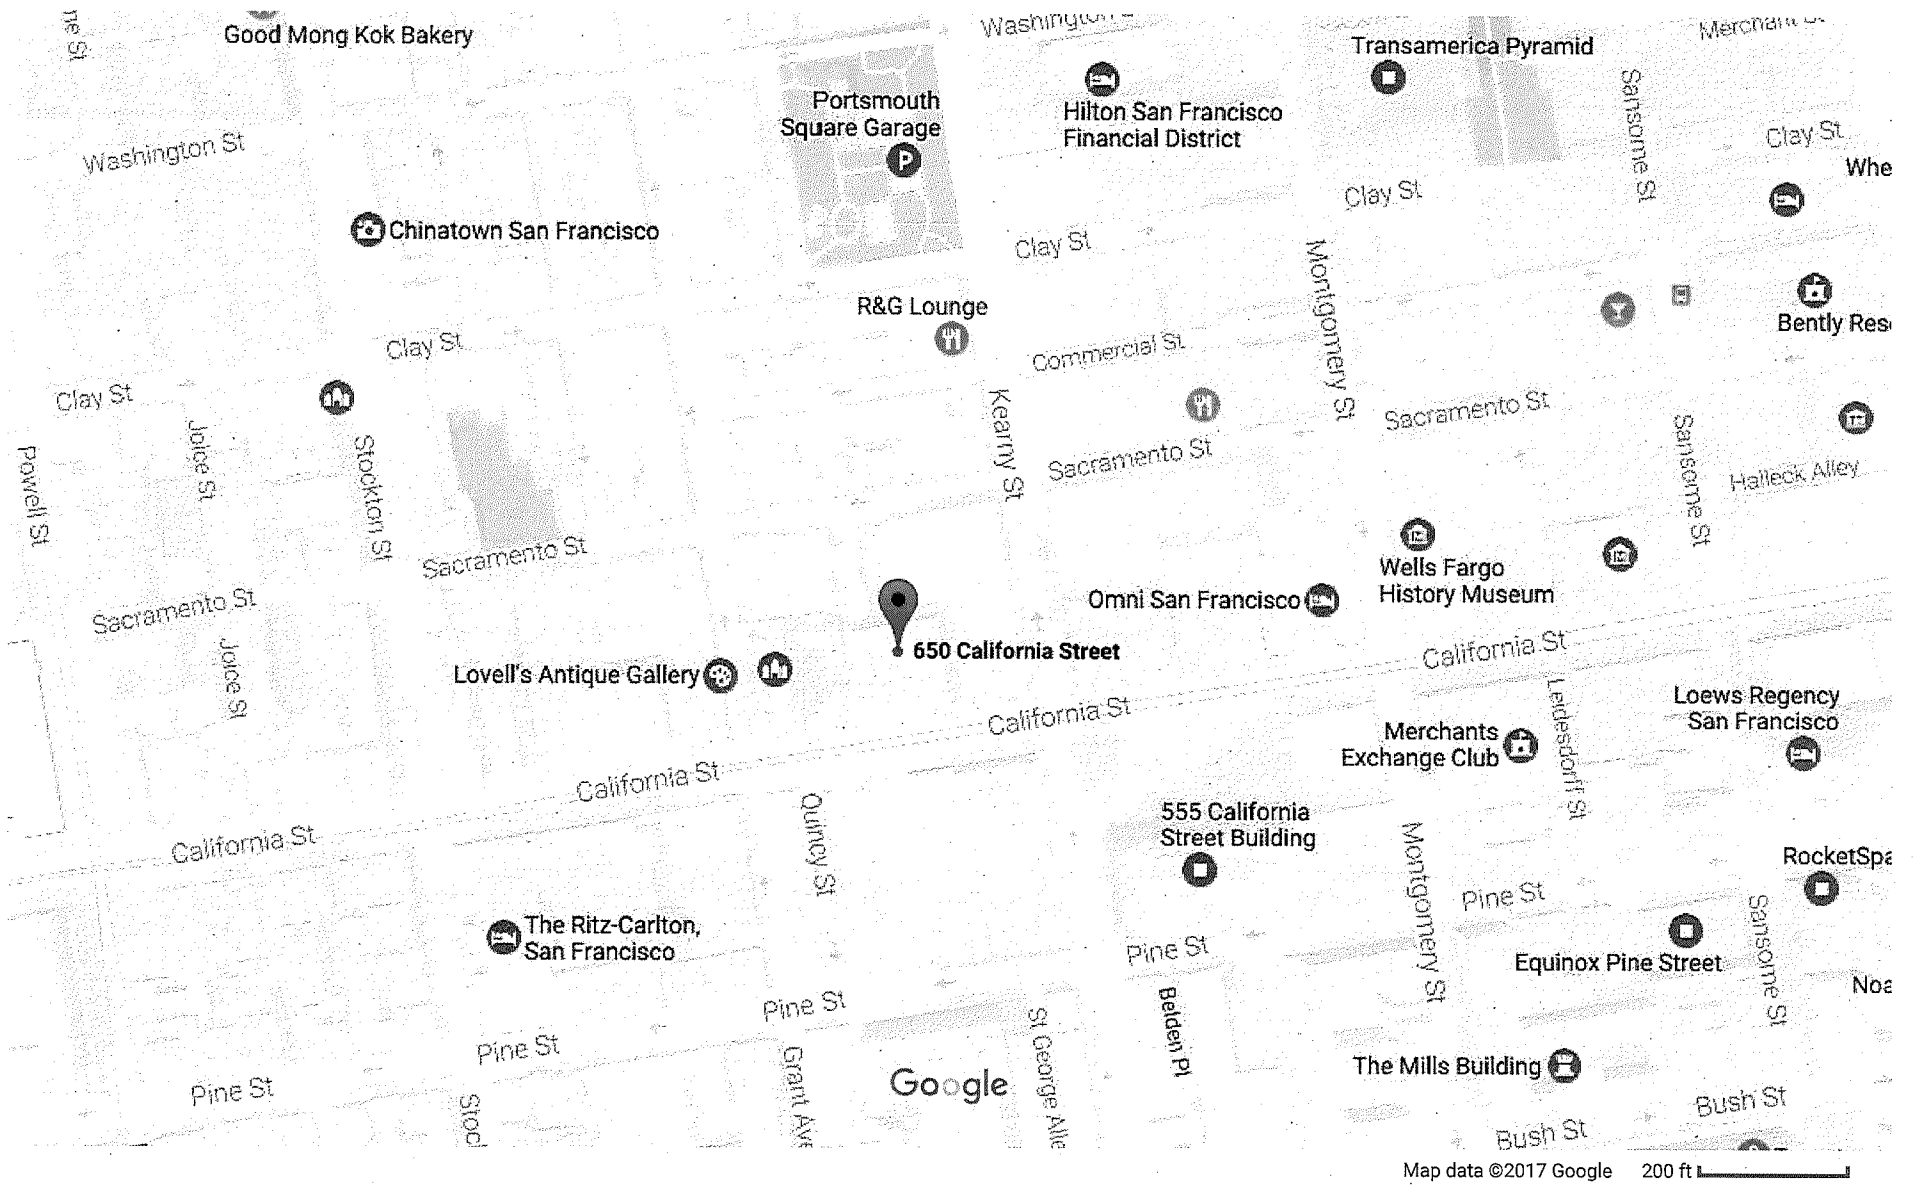 ne St
Good Mong Kok Bakery
Washington
Transamerica Pyramid
Merchant St
Portsmouth
Square Garage
P
Hilton San Francisco
Financial District
Sansome St
Clay St
Washington St
Whe
Clay St
Chinatown San Francisco
Clay St
Montgomery St
R&G Lounge
Bently Res
Clay St
Commercial St
Clay St
Joice St
Stockton St
Powell St
Kearny St
Sacramento St
Sacramento St
Sansome St
Halleck Alley
Sacramento St
Wells Fargo
History Museum
Omni San Francisco
Sacramento St
Joice St
650 California Street
Lovell's Antique Gallery
California St
Leidesdorff St
Loews Regency
San Francisco
California St
Merchants
Exchange Club
California St
Quincy St
555 California
Street Building
Montgomery St
California St
RocketSpa
Pine St
Sansome St
The Ritz-Carlton,
San Francisco
Pine St
Equinox Pine Street
Noa
Pine St
Belden Pl
St George Alle
Pine St
Grant Ave
Google
The Mills Building
Pine St
Stoc
Bush St
Bush St
Map data ©2017 Google 200 ft